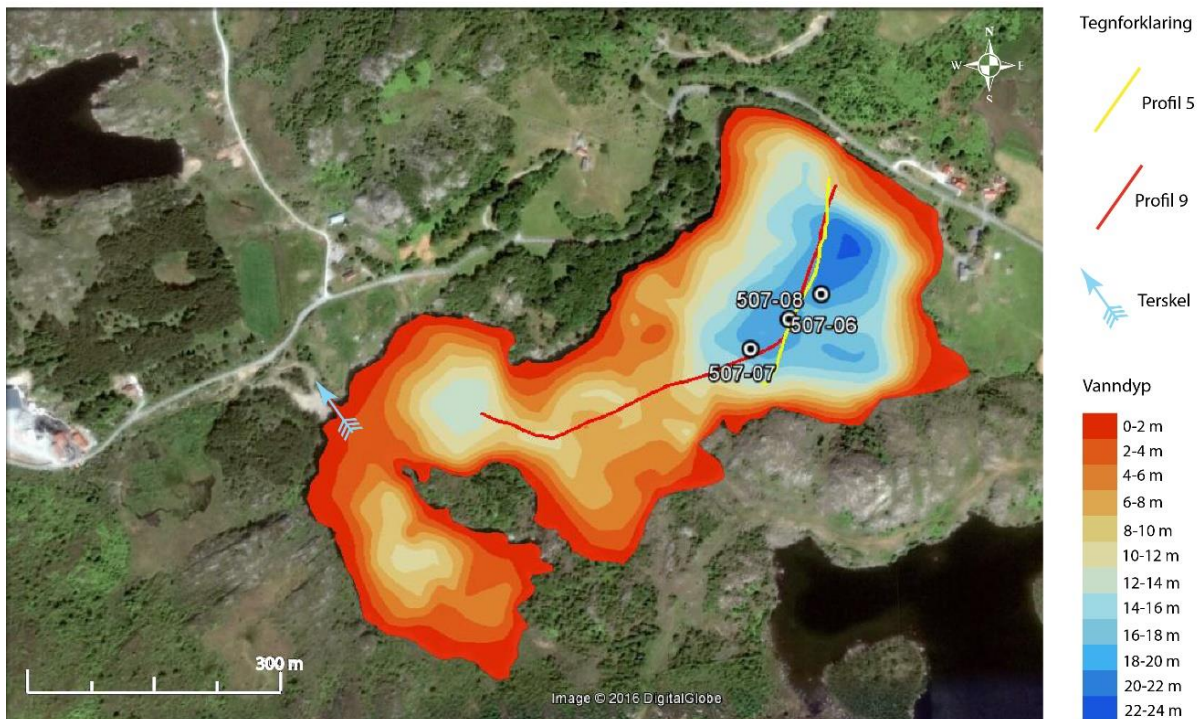 Tegnforklaring
N
W E
S
Profil 5
Profil 9
Terskel
507-08
507-06
507-07
Vanndyp
0-2 m
2-4 m
4-6 m
6-8 m
8-10 m
10-12 m
12-14 m
14-16 m
16-18 m
18-20 m
20-22 m
22-24 m
300 m
Image © 2016 DigitalGlobe